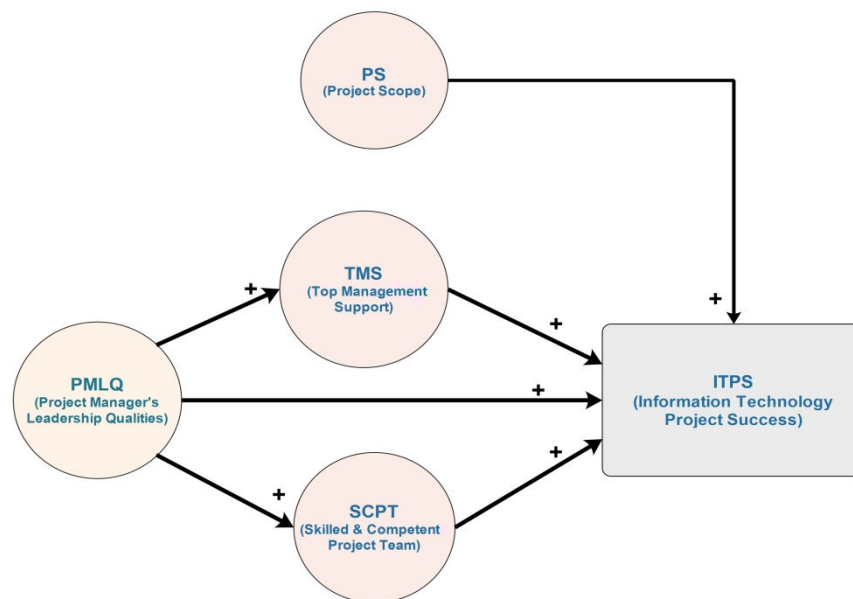 PS
(Project Scope)
+
TMS
(Top Management
Support)
+
+
+
PMLQ
(Project Manager's
Leadership Qualities)
+
ITPS
(Information Technology
Project Success)
+
+
SCPT
(Skilled & Competent
Project Team)